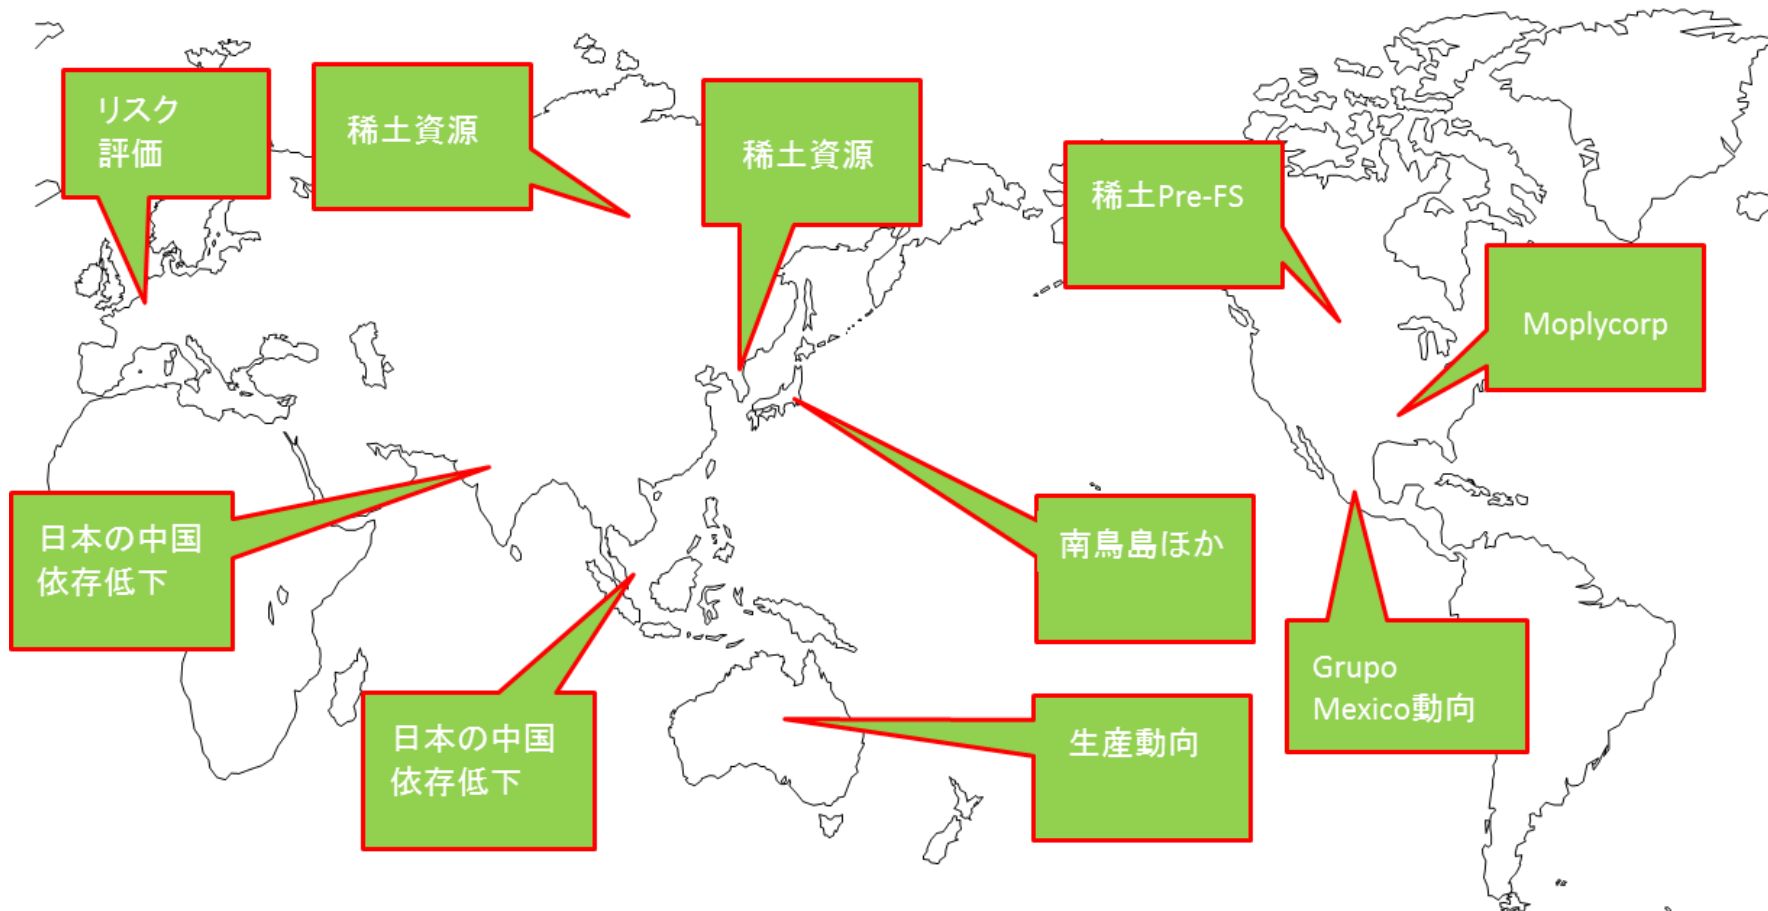 リスク
評価
稀土資源
稀土資源
稀土Pre-FS
Moplycorp
日本の中国
依存低下
南鳥島ほか
日本の中国
依存低下
生産動向
Grupo
Mexico動向